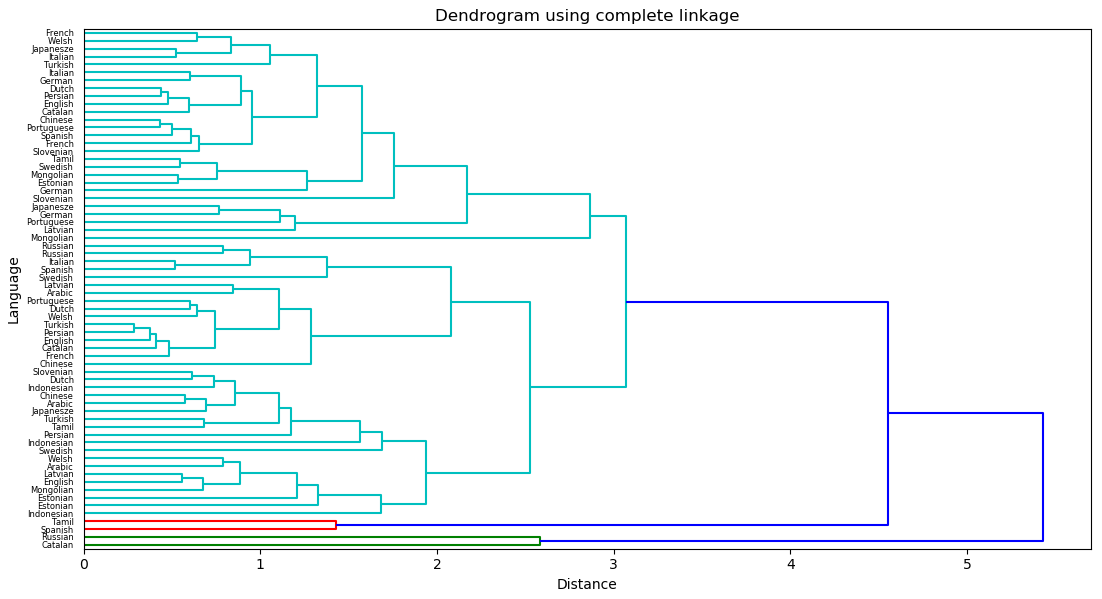 Dendrogram using complete linkage
French
Welsh
Japanesze
Italian
Turkish
Italian
German
Dutch
Persian
English
Catalan
Chinese
Portuguese
Spanish
French
Slovenian
Tamil
Swedish
Mongolian
Estonian
German
Slovenian
Japanesze
German
Portuguese
Latvian
Mongolian
Russian
Russian
Italian
Spanish
Swedish
Latvian
Arabic
Portuguese
Dutch
Welsh
Turkish
Persian
English
Catalan
French
Chinese
Slovenian
Dutch
Indonesian
Chinese
Arabic
Japanesze
Turkish
Tamil
Persian
Indonesian
Swedish
Welsh
Arabic
Latvian
English
Mongolian
Estonian
Estonian
Indonesian
Tamil
Spanish
Russian
Catalan
Language
0 1 2 3 4 5
Distance